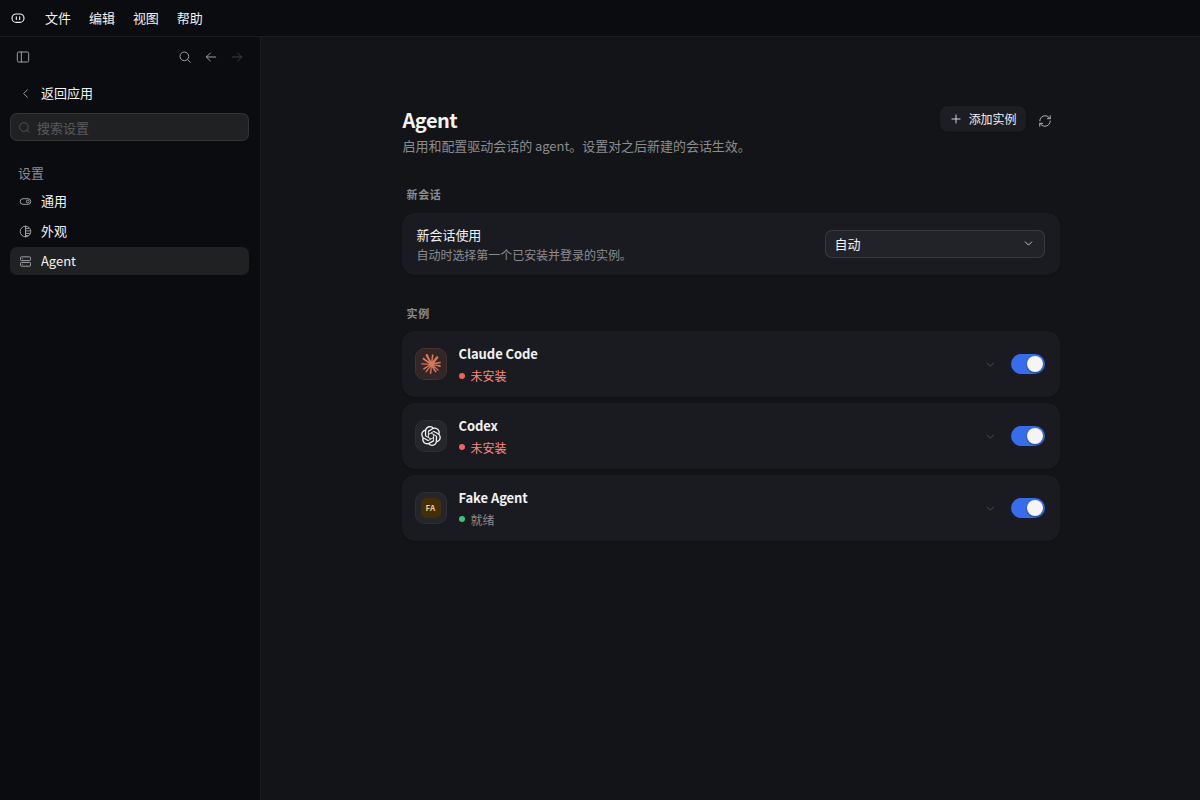 文件 编辑 视图 帮助
返回应用
搜索设置
设置
通用
外观
Agent
Agent
添加实例
启用和配置驱动会话的 agent。设置对之后新建的会话生效。
新会话
新会话使用
自动时选择第一个已安装并登录的实例。
自动
实例
Claude Code
未安装
Codex
未安装
FA
Fake Agent
就绪